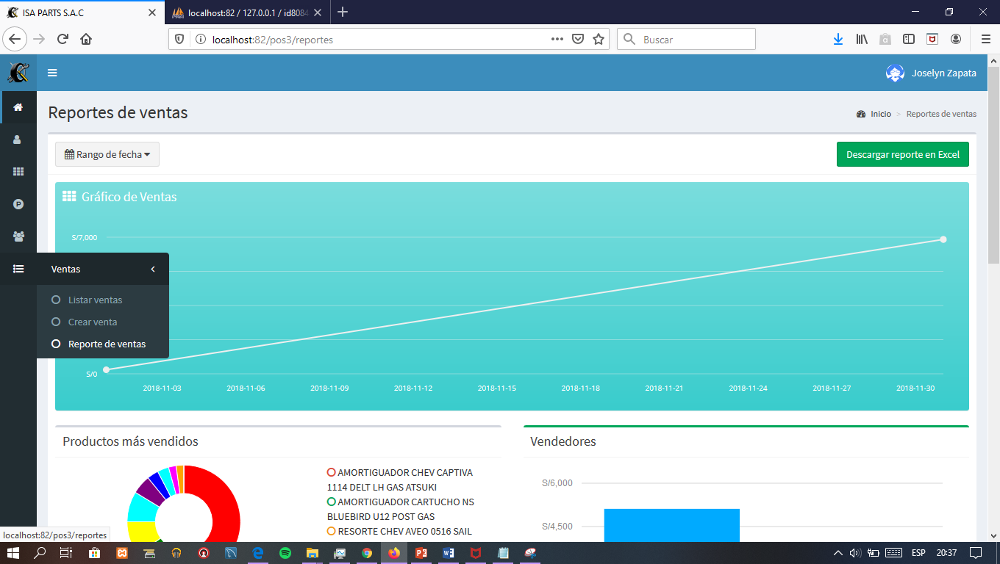 ISA PARTS S.A.C
localhost:82 / 127.0.0.1 / id8084
localhost:82/pos3/reportes
Buscar
Joselyn Zapata
Reportes de ventas
Inicio > Reportes de ventas
Rango de fecha
Descargar reporte en Excel
Gráfico de Ventas
S/7,000
Ventas
Listar ventas
Crear venta
Reporte de ventas
S/0
2018-11-03 2018-11-06 2018-11-09 2018-11-12 2018-11-15 2018-11-18 2018-11-21 2018-11-24 2018-11-27 2018-11-30
Productos más vendidos
AMORTIGUADOR CHEV CAPTIVA
1114 DELT LH GAS ATSUKI
AMORTIGUADOR CARTUCHO NS
BLUEBIRD U12 POST GAS
RESORTE CHEV AVEO 0516 SAIL
Vendedores
S/6,000
S/4,500
localhost:82/pos3/reportes
ESP
20:37